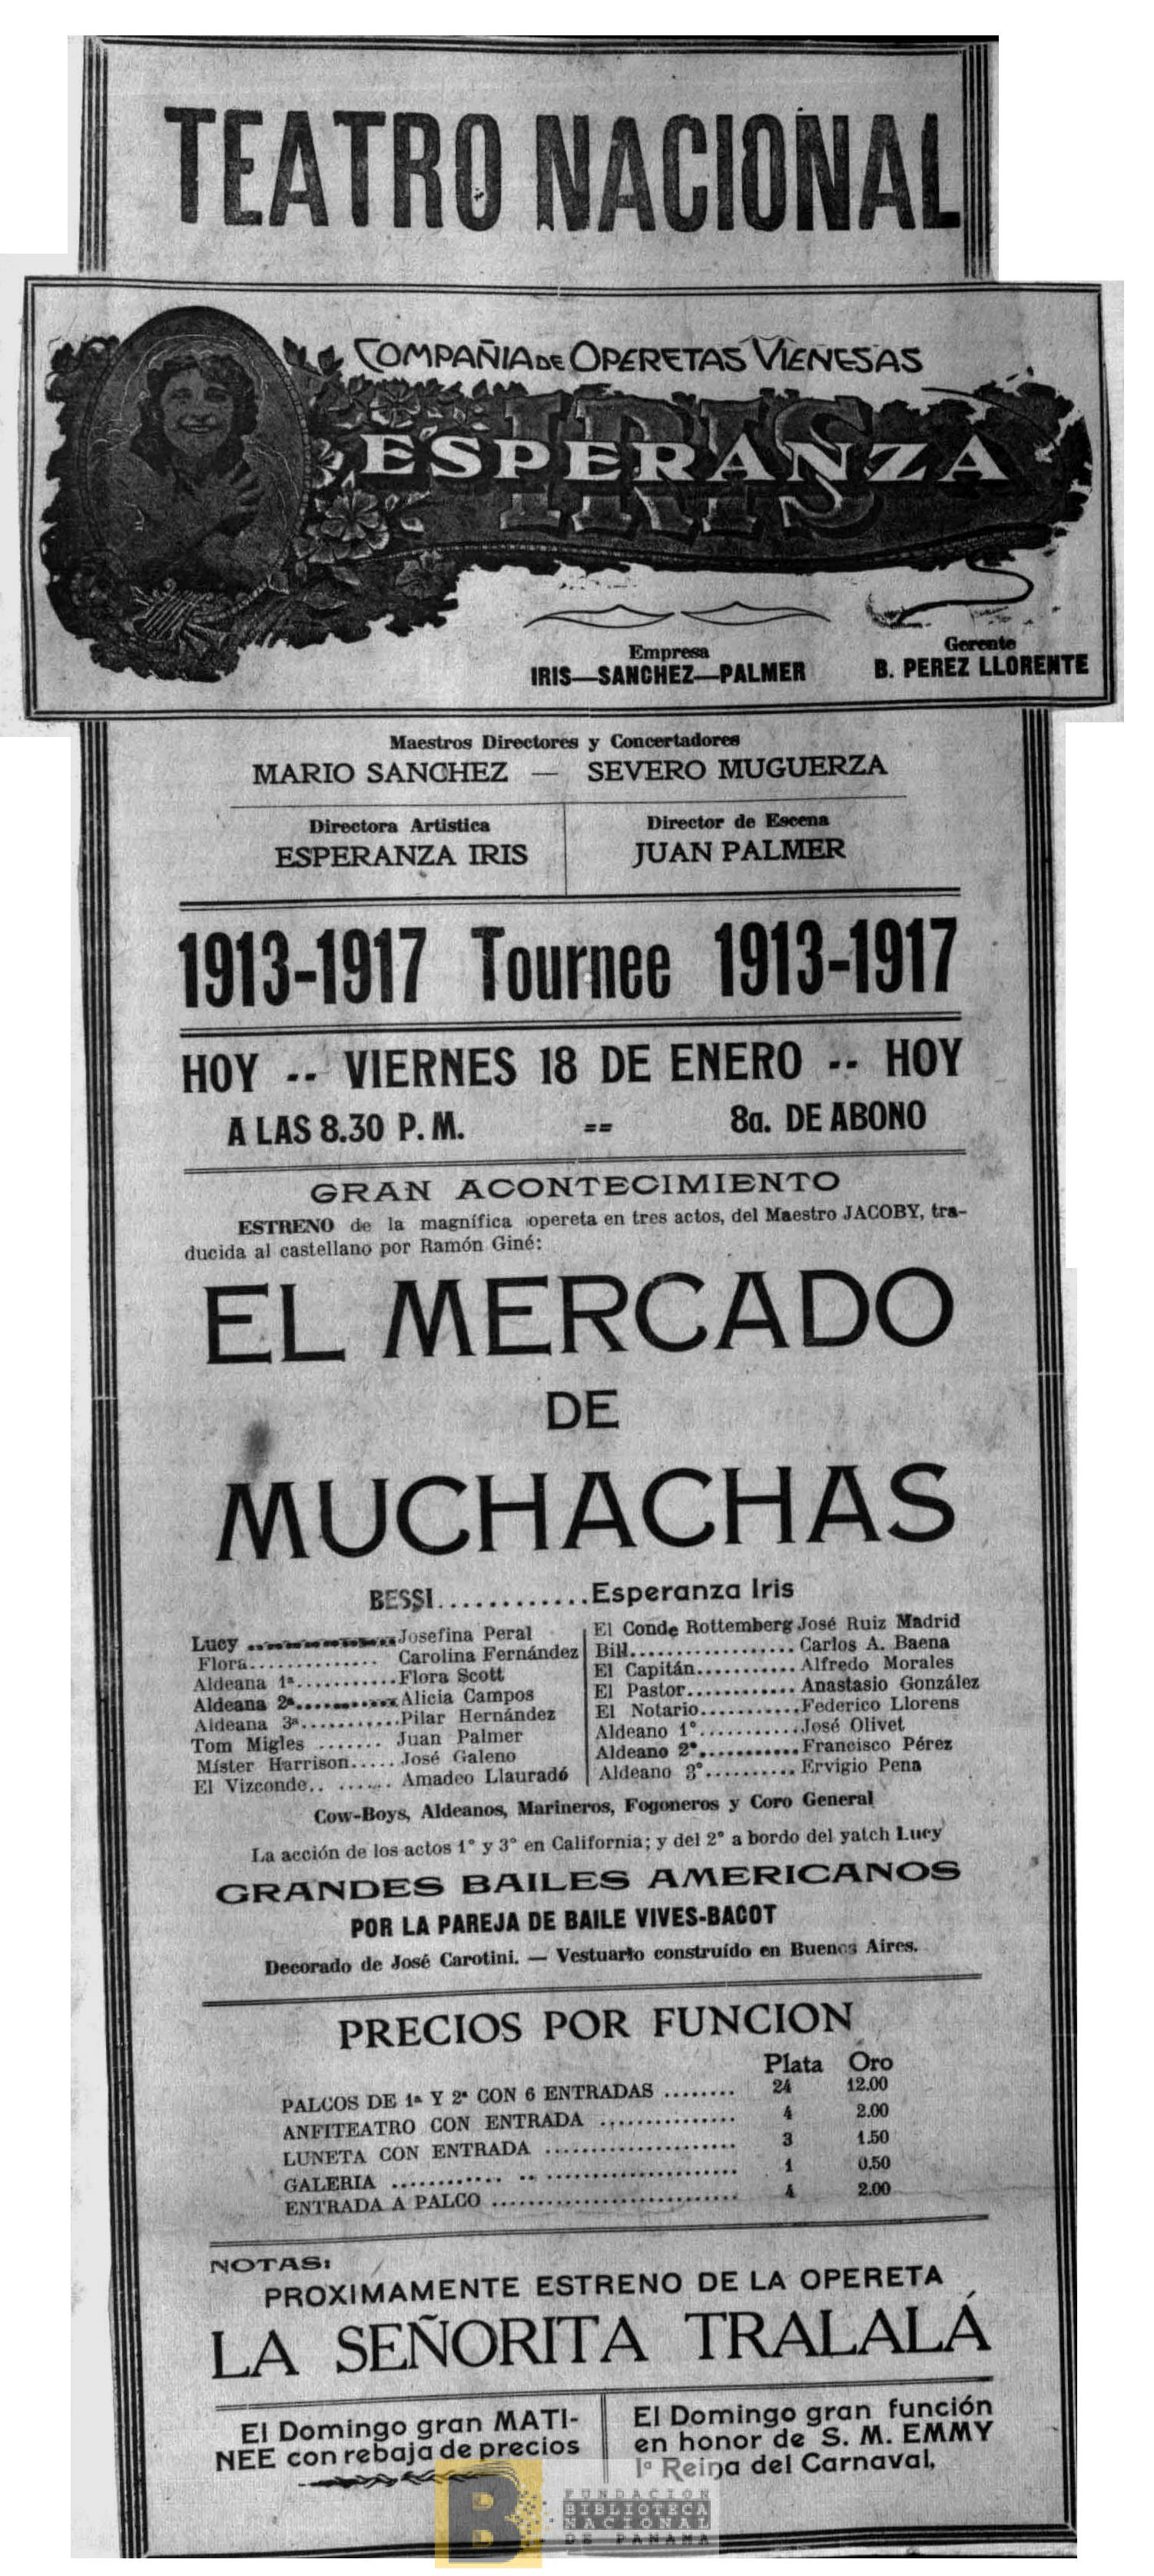 TEATRO NACIONAL
COMPAÑIA DE OPERETAS VIENESAS
ESPERANZA
IRIS
Empresa
IRIS—SANCHEZ—PALMER
Gerente
B. PEREZ LLORENTE
Maestros Directores y Concertadores
MARIO SANCHEZ — SEVERO MUGUERZA
Directora Artistica
ESPERANZA IRIS
Director de Escena
JUAN PALMER
1913-1917 Tournee 1913-1917
HOY -- VIERNES 18 DE ENERO -- HOY
A LAS 8.30 P. M. == 8a. DE ABONO
GRAN ACONTECIMIENTO
ESTRENO de la magnífica opereta en tres actos, del Maestro JACOBY, tra-
ducida al castellano por Ramón Giné:
EL MERCADO
DE
MUCHACHAS
BESSI............Esperanza Iris
Lucy ..............Josefina Peral
Flora.............. Carolina Fernández
Aldeana 1ª...........Flora Scott
Aldeana 2ª...........Alicia Campos
Aldeana 3ª...........Pilar Hernández
Tom Migles ....... Juan Palmer
Míster Harrison..... José Galeno
El Vizconde.. ...... Amadeo Llauradó
El Conde Rottemberg José Ruiz Madrid
Bill.................. Carlos A. Baena
El Capitán........... Alfredo Morales
El Pastor............ Anastasio González
El Notario...........Federico Llorens
Aldeano 1º...........José Olivet
Aldeano 2º...........Francisco Pérez
Aldeano 3º.......... Ervigio Pena
Cow-Boys, Aldeanos, Marineros, Fogoneros y Coro General
La acción de los actos 1º y 3º en California; y del 2º a bordo del yatch Lucy
GRANDES BAILES AMERICANOS
POR LA PAREJA DE BAILE VIVES-BACOT
Decorado de José Carotini. — Vestuario construído en Buenos Aires.
PRECIOS POR FUNCION
Plata Oro
PALCOS DE 1ª Y 2ª CON 6 ENTRADAS ........ 24 12.00
ANFITEATRO CON ENTRADA ............... 4 2.00
LUNETA CON ENTRADA ..................... 3 1.50
GALERIA ............ .. ..................... 1 0.50
ENTRADA A PALCO ........................... 4 2.00
NOTAS:
PROXIMAMENTE ESTRENO DE LA OPERETA
LA SEÑORITA TRALALÁ
El Domingo gran MATI-
NEE con rebaja de precios
El Domingo gran función
en honor de S. M. EMMY
1º Reina del Carnaval,
B
FUNDACIÓN
BIBLIOTECA
NACIONAL
DE PANAMÁ